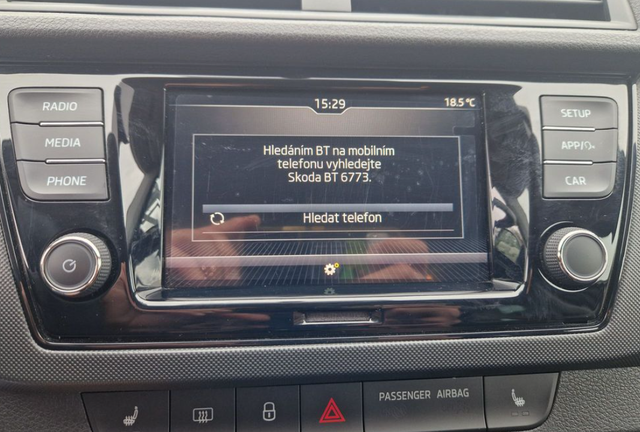 RADIO
MEDIA
PHONE
15:29
18.5°C
Hledáním BT na mobilním
telefonu vyhledejte
Skoda BT 6773.
Hledat telefon
SETUP
APP/
CAR
PASSENGER AIRBAG